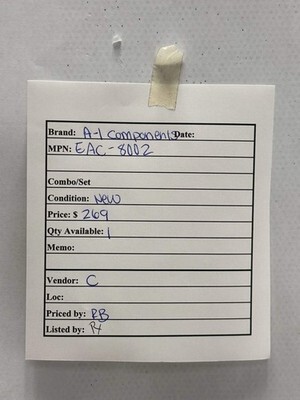 Brand: A-1 Components Date:
MPN: EAC-8002
Combo/Set
Condition: New
Price: $ 269
Qty Available: 1
Memo:
Vendor: C
Loc:
Priced by: RB
Listed by: